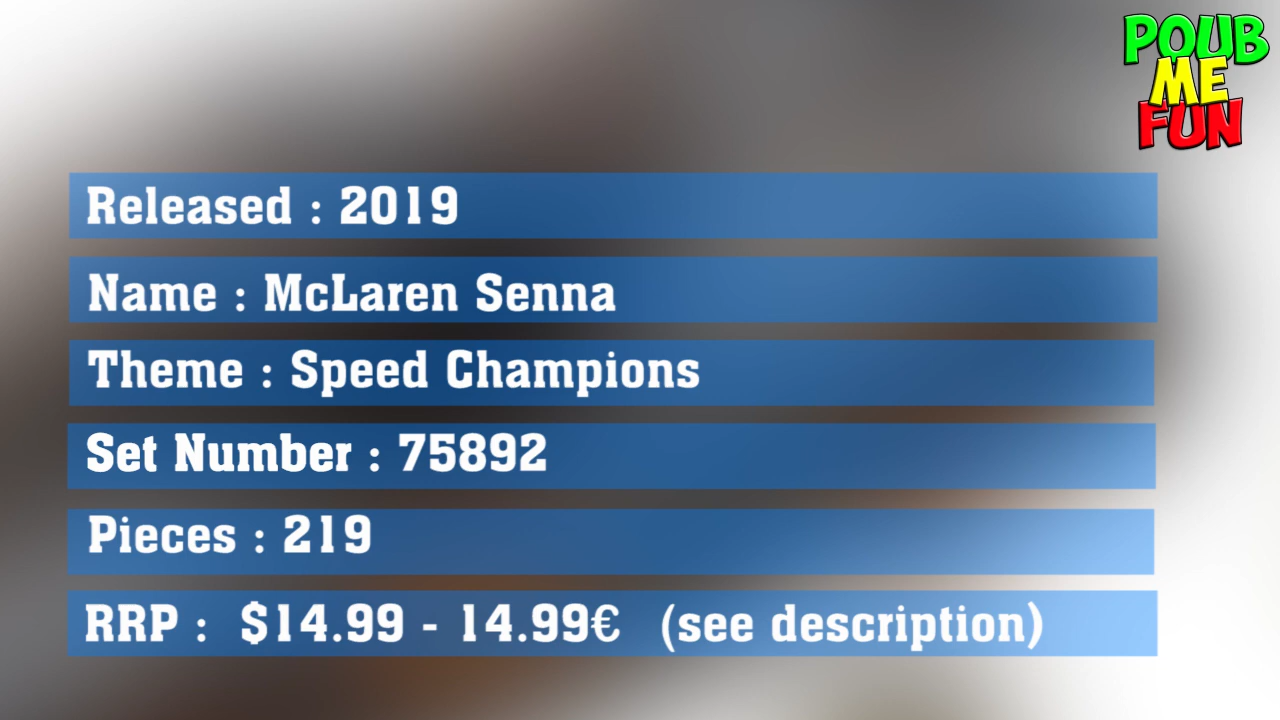 POUB
ME
FUN
Released : 2019
Name : McLaren Senna
Theme : Speed Champions
Set Number : 75892
Pieces : 219
RRP : $14.99 - 14.99€ (see description)